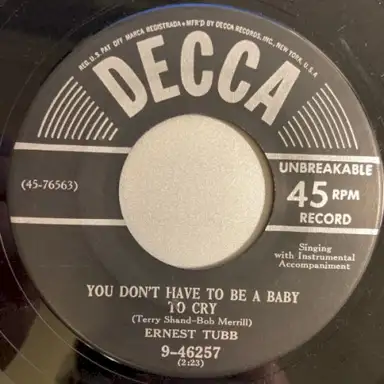 REG. U.S. PAT OFF MARCA REGISTRADA • MF'D BY DECCA RECORDS, INC., NEW YORK, U.S.A.
DECCA
(45-76563)
UNBREAKABLE
45 RPM
RECORD
Singing
with Instrumental
Accompaniment
YOU DON'T HAVE TO BE A BABY
TO CRY
(Terry Shand-Bob Merrill)
ERNEST TUBB
9-46257
(2:23)